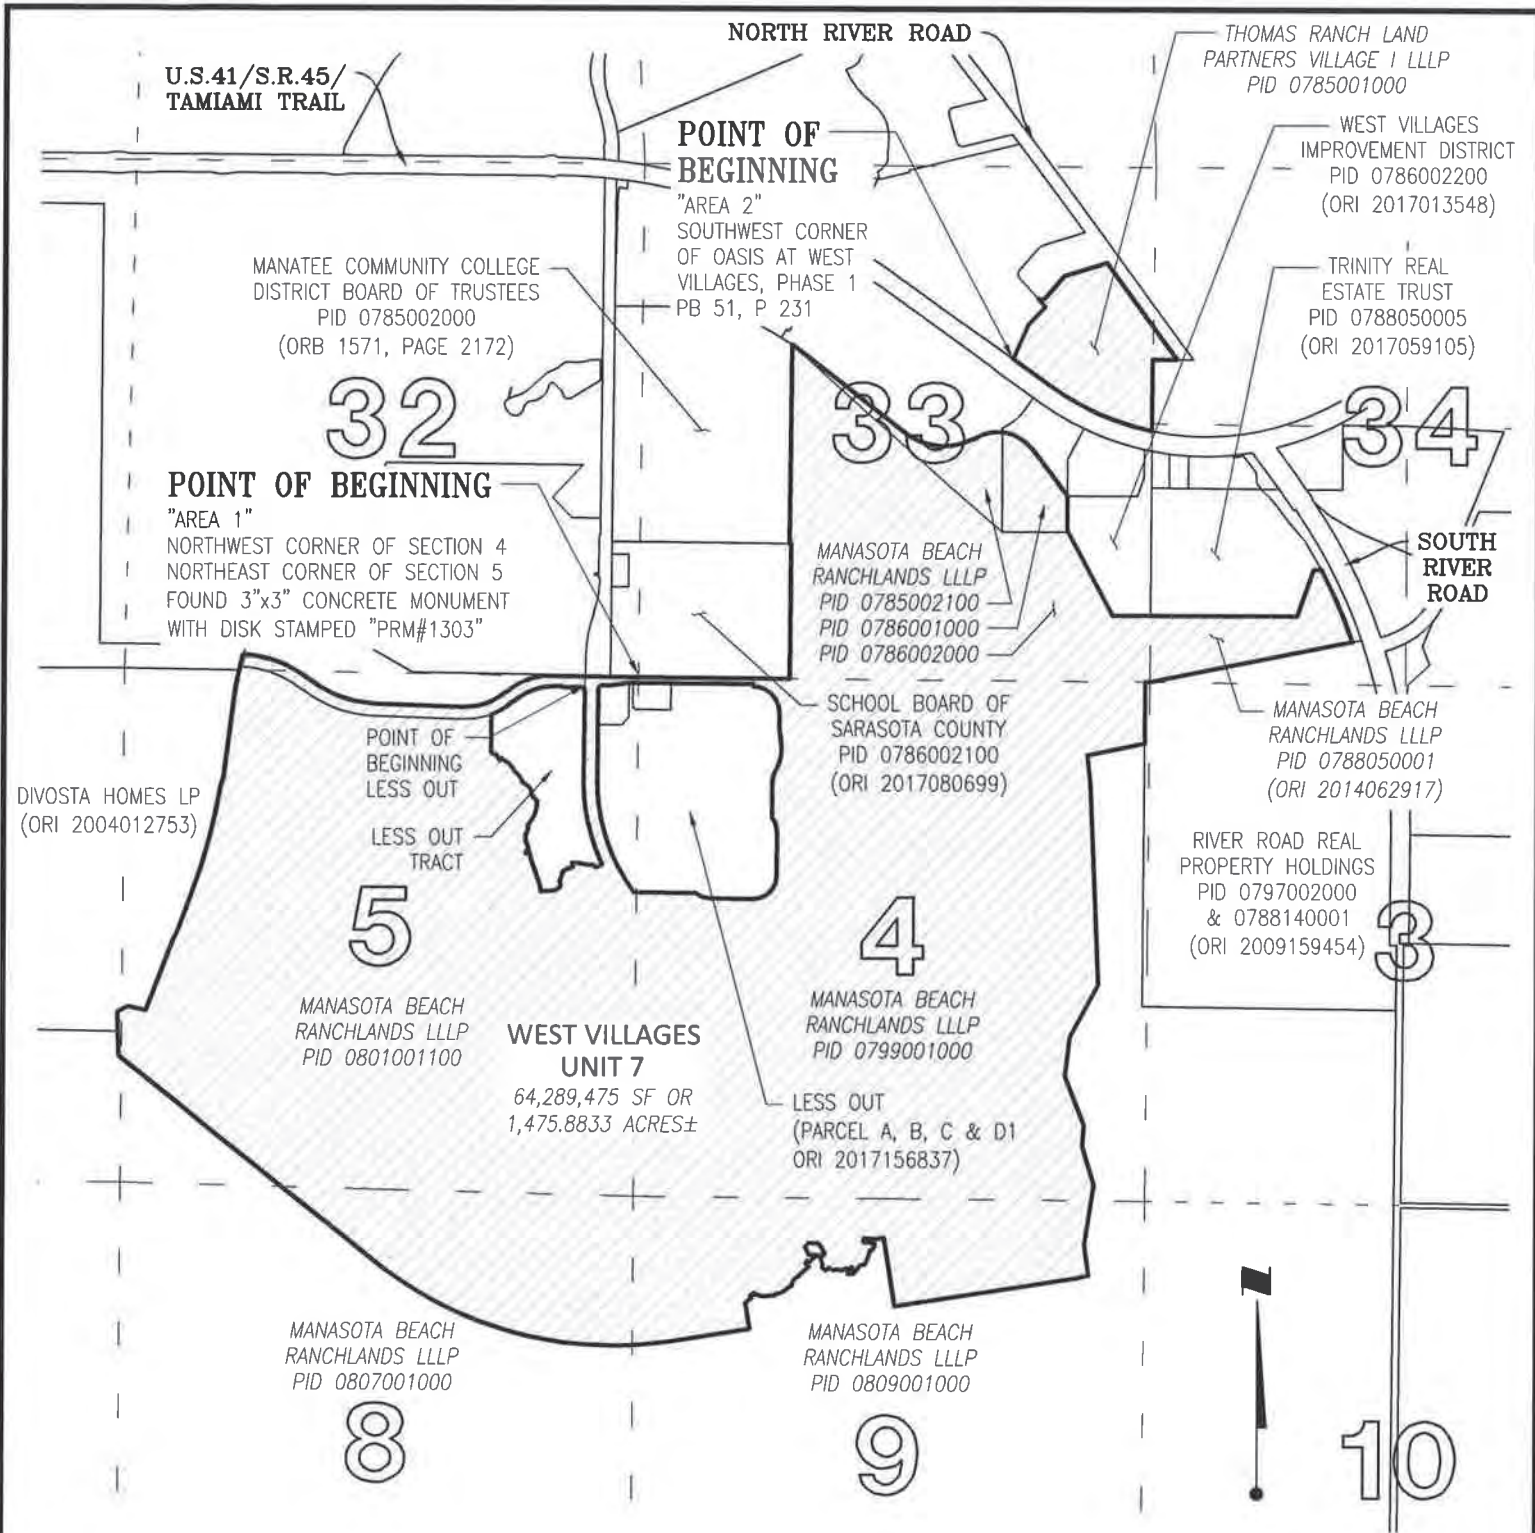 NORTH RIVER ROAD
THOMAS RANCH LAND
PARTNERS VILLAGE I LLLP
PID 0785001000
U.S.41/S.R.45/
TAMIAMI TRAIL
POINT OF
BEGINNING
"AREA 2"
SOUTHWEST CORNER
OF OASIS AT WEST
VILLAGES, PHASE 1
PB 51, P 231
WEST VILLAGES
IMPROVEMENT DISTRICT
PID 0786002200
(ORI 2017013548)
MANATEE COMMUNITY COLLEGE
DISTRICT BOARD OF TRUSTEES
PID 0785002000
(ORB 1571, PAGE 2172)
TRINITY REAL
ESTATE TRUST
PID 0788050005
(ORI 2017059105)
32
33
34
POINT OF BEGINNING
"AREA 1"
NORTHWEST CORNER OF SECTION 4
NORTHEAST CORNER OF SECTION 5
FOUND 3"x3" CONCRETE MONUMENT
WITH DISK STAMPED "PRM#1303"
MANASOTA BEACH
RANCHLANDS LLLP
PID 0785002100
PID 0786001000
PID 0786002000
SOUTH
RIVER
ROAD
SCHOOL BOARD OF
SARASOTA COUNTY
PID 0786002100
(ORI 2017080699)
MANASOTA BEACH
RANCHLANDS LLLP
PID 0788050001
(ORI 2014062917)
POINT OF
BEGINNING
LESS OUT
DIVOSTA HOMES LP
(ORI 2004012753)
LESS OUT
TRACT
RIVER ROAD REAL
PROPERTY HOLDINGS
PID 0797002000
& 0788140001
(ORI 2009159454)
5
4
3
MANASOTA BEACH
RANCHLANDS LLLP
PID 0801001100
WEST VILLAGES
UNIT 7
64,289,475 SF OR
1,475.8833 ACRES±
MANASOTA BEACH
RANCHLANDS LLLP
PID 0799001000
LESS OUT
(PARCEL A, B, C & D1
ORI 2017156837)
N
MANASOTA BEACH
RANCHLANDS LLLP
PID 0807001000
MANASOTA BEACH
RANCHLANDS LLLP
PID 0809001000
8
9
10